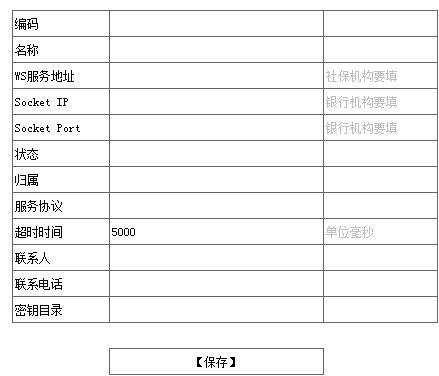 编码
名称
WS服务地址 社保机构要填
Socket IP 银行机构要填
Socket Port 银行机构要填
状态
归属
服务协议
超时时间 5000 单位毫秒
联系人
联系电话
密钥目录
【保存】